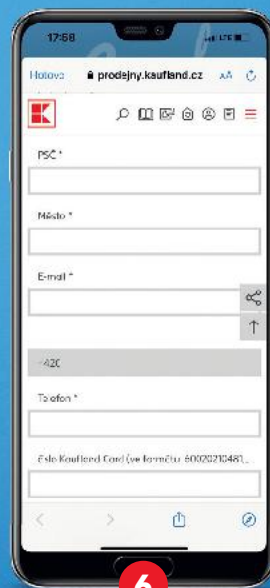 17:58
LTE
Hotovo prodejny.kaufland.cz AA
PSČ *
Město *
E-mail *
+420
Telefon *
číslo Kaufland Card (ve formátu: 60020210481...
6